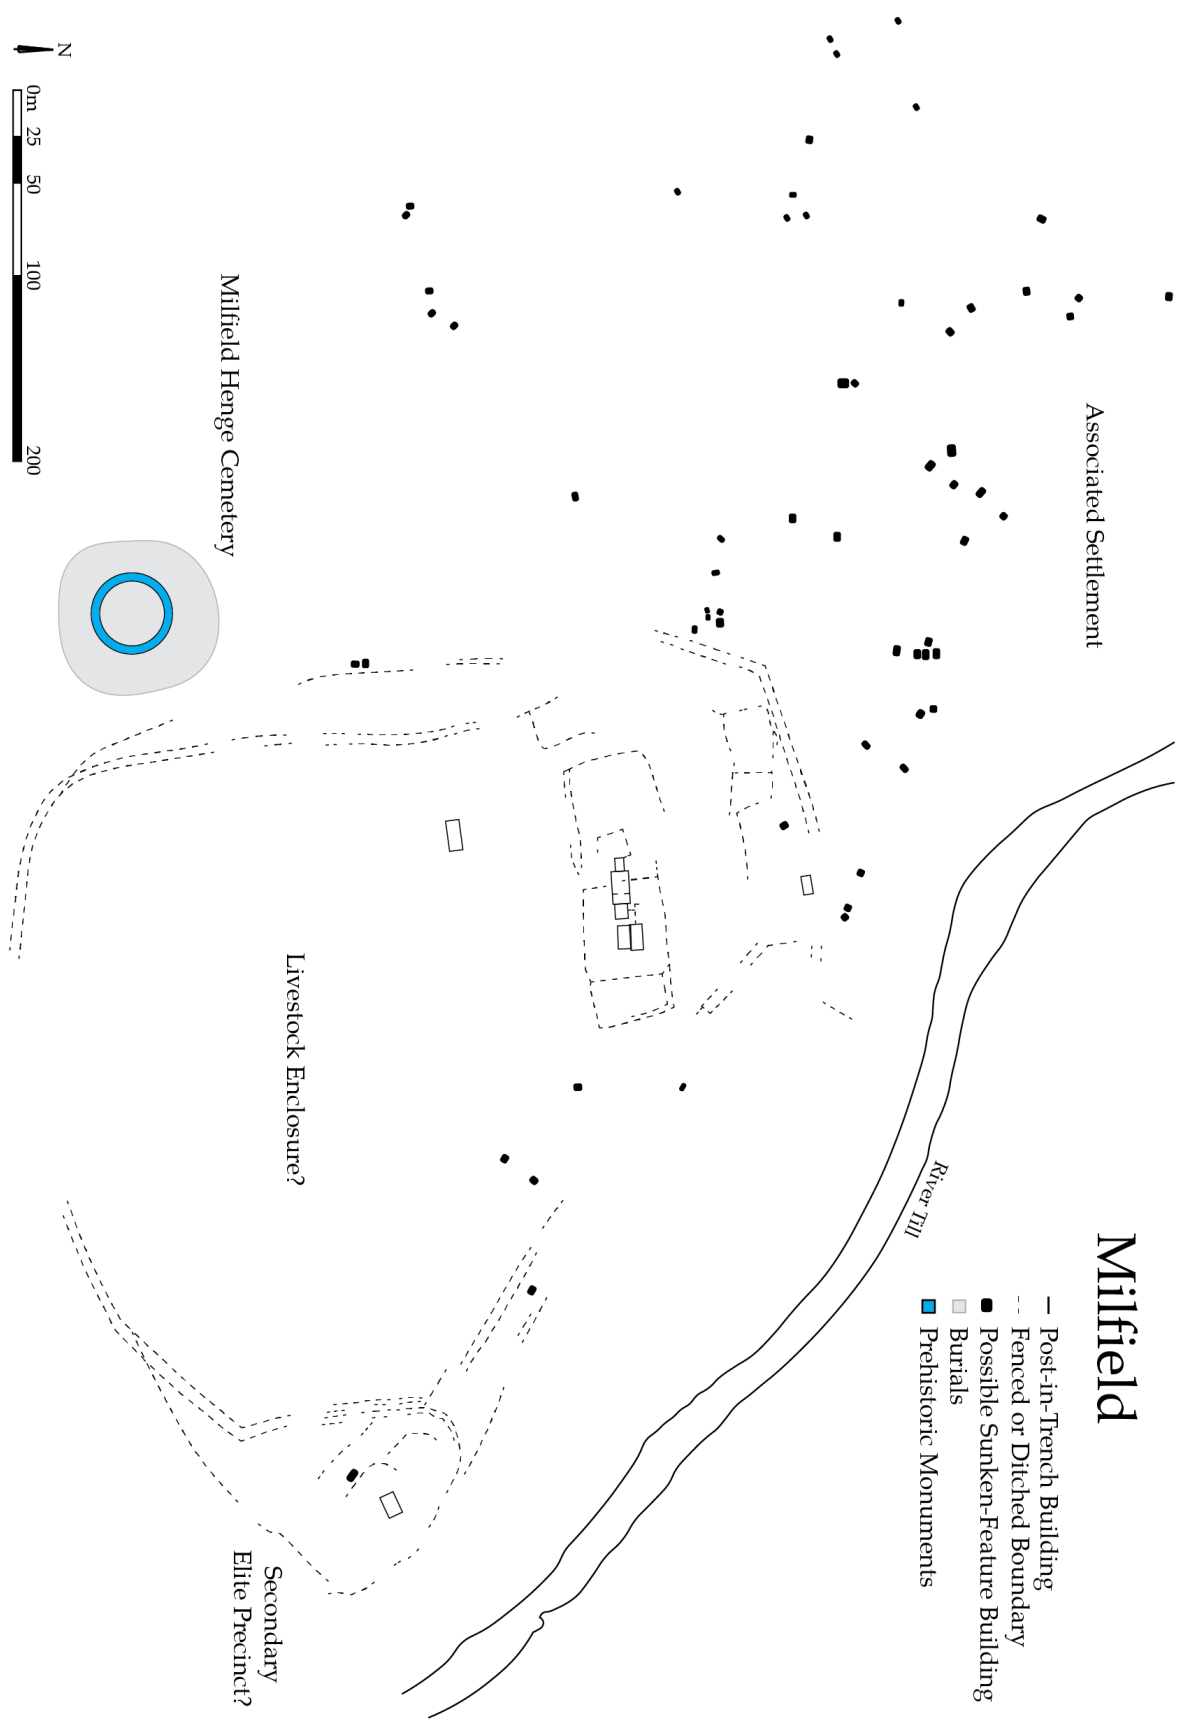 Milfield
Post-in-Trench Building
Fenced or Ditched Boundary
Possible Sunken-Feature Building
Burials
Prehistoric Monuments
Associated Settlement
River Till
Livestock Enclosure?
Secondary
Elite Precinct?
Milfield Henge Cemetery
N
0m 25 50 100 200